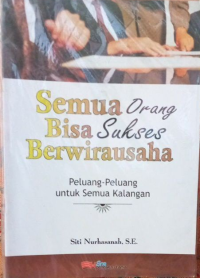 Semua Orang
Bisa Sukses
Berwirausaha
Peluang-Peluang
untuk Semua Kalangan
Siti Nurhasanah, S.E.